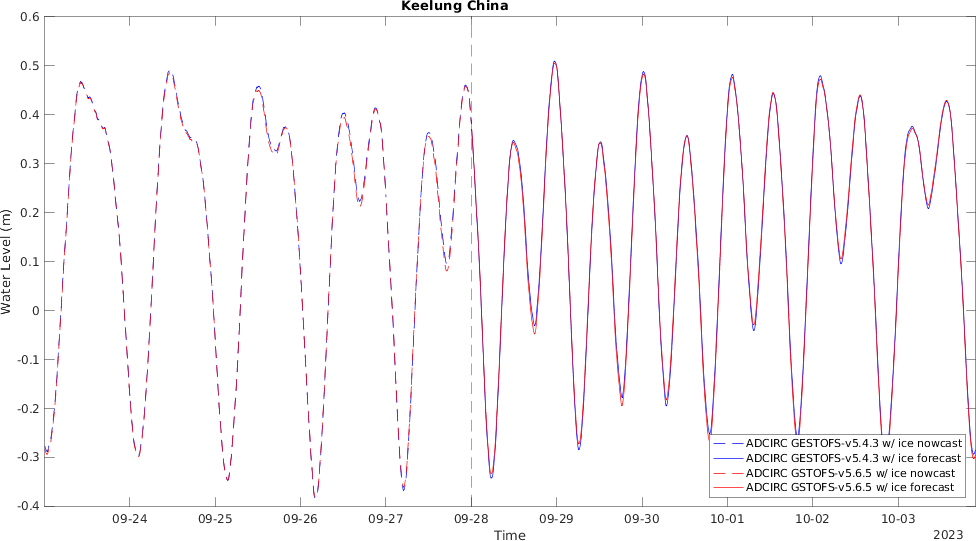 Keelung China
0.6
0.5
0.4
0.3
0.2
0.1
0
-0.1
-0.2
-0.3
-0.4
Water Level (m)
09-24 09-25 09-26 09-27 09-28 09-29 09-30 10-01 10-02 10-03
Time
2023
ADCIRC GESTOFS-v5.4.3 w/ ice nowcast
ADCIRC GESTOFS-v5.4.3 w/ ice forecast
ADCIRC GSTOFS-v5.6.5 w/ ice nowcast
ADCIRC GSTOFS-v5.6.5 w/ ice forecast